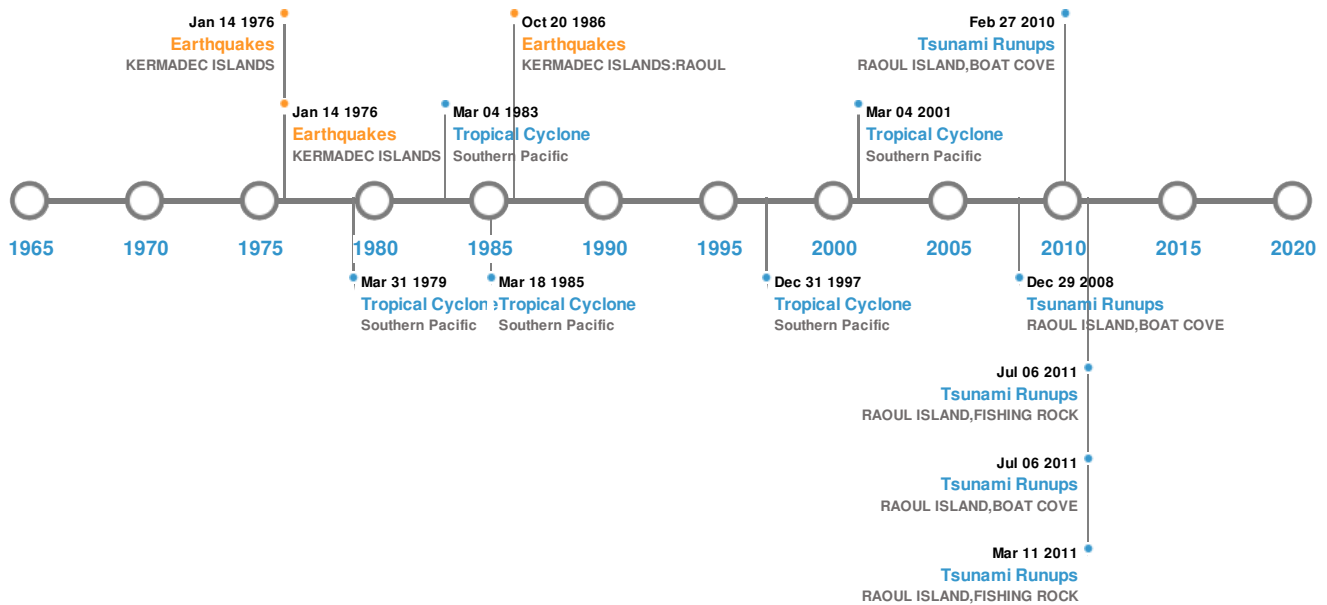 Jan 14 1976
Earthquakes
KERMADEC ISLANDS
Oct 20 1986
Earthquakes
KERMADEC ISLANDS:RAOUL
Feb 27 2010
Tsunami Runups
RAOUL ISLAND,BOAT COVE
Jan 14 1976
Earthquakes
KERMADEC ISLANDS
Mar 04 1983
Tropical Cyclone
Southern Pacific
Mar 04 2001
Tropical Cyclone
Southern Pacific
1965 1970 1975 1980 1985 1990 1995 2000 2005 2010 2015 2020
Mar 31 1979
Tropical Cyclone
Southern Pacific
Mar 18 1985
Tropical Cyclone
Southern Pacific
Dec 31 1997
Tropical Cyclone
Southern Pacific
Dec 29 2008
Tsunami Runups
RAOUL ISLAND,BOAT COVE
Jul 06 2011
Tsunami Runups
RAOUL ISLAND,FISHING ROCK
Jul 06 2011
Tsunami Runups
RAOUL ISLAND,BOAT COVE
Mar 11 2011
Tsunami Runups
RAOUL ISLAND,FISHING ROCK